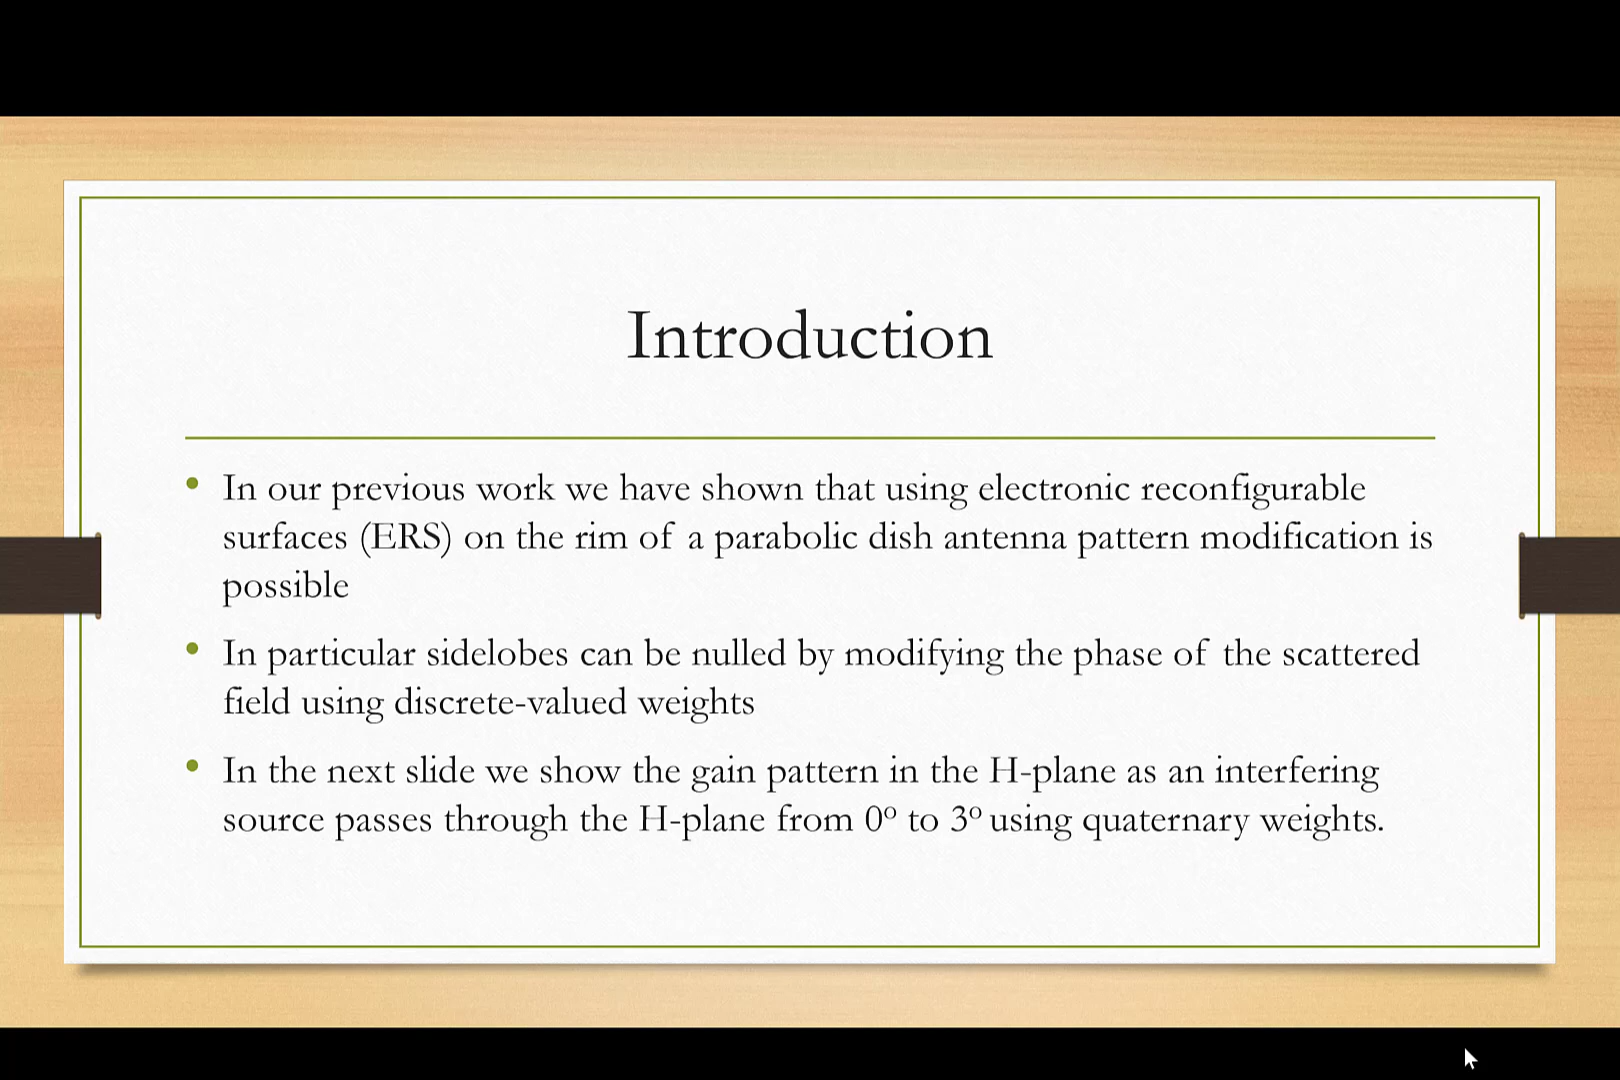 Introduction
• In our previous work we have shown that using electronic reconfigurable
surfaces (ERS) on the rim of a parabolic dish antenna pattern modification is
possible
• In particular sidelobes can be nulled by modifying the phase of the scattered
field using discrete-valued weights
• In the next slide we show the gain pattern in the H-plane as an interfering
source passes through the H-plane from 0º to 3º using quaternary weights.